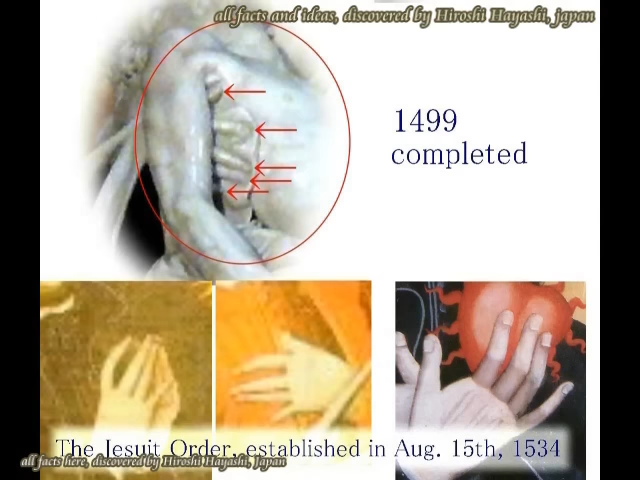 all facts and ideas, discovered by Hiroshi Hayashi, japan
1499
completed
The Jesuit Order, established in Aug. 15th, 1534
all facts here, discovered by Hiroshi Hayashi, Japan